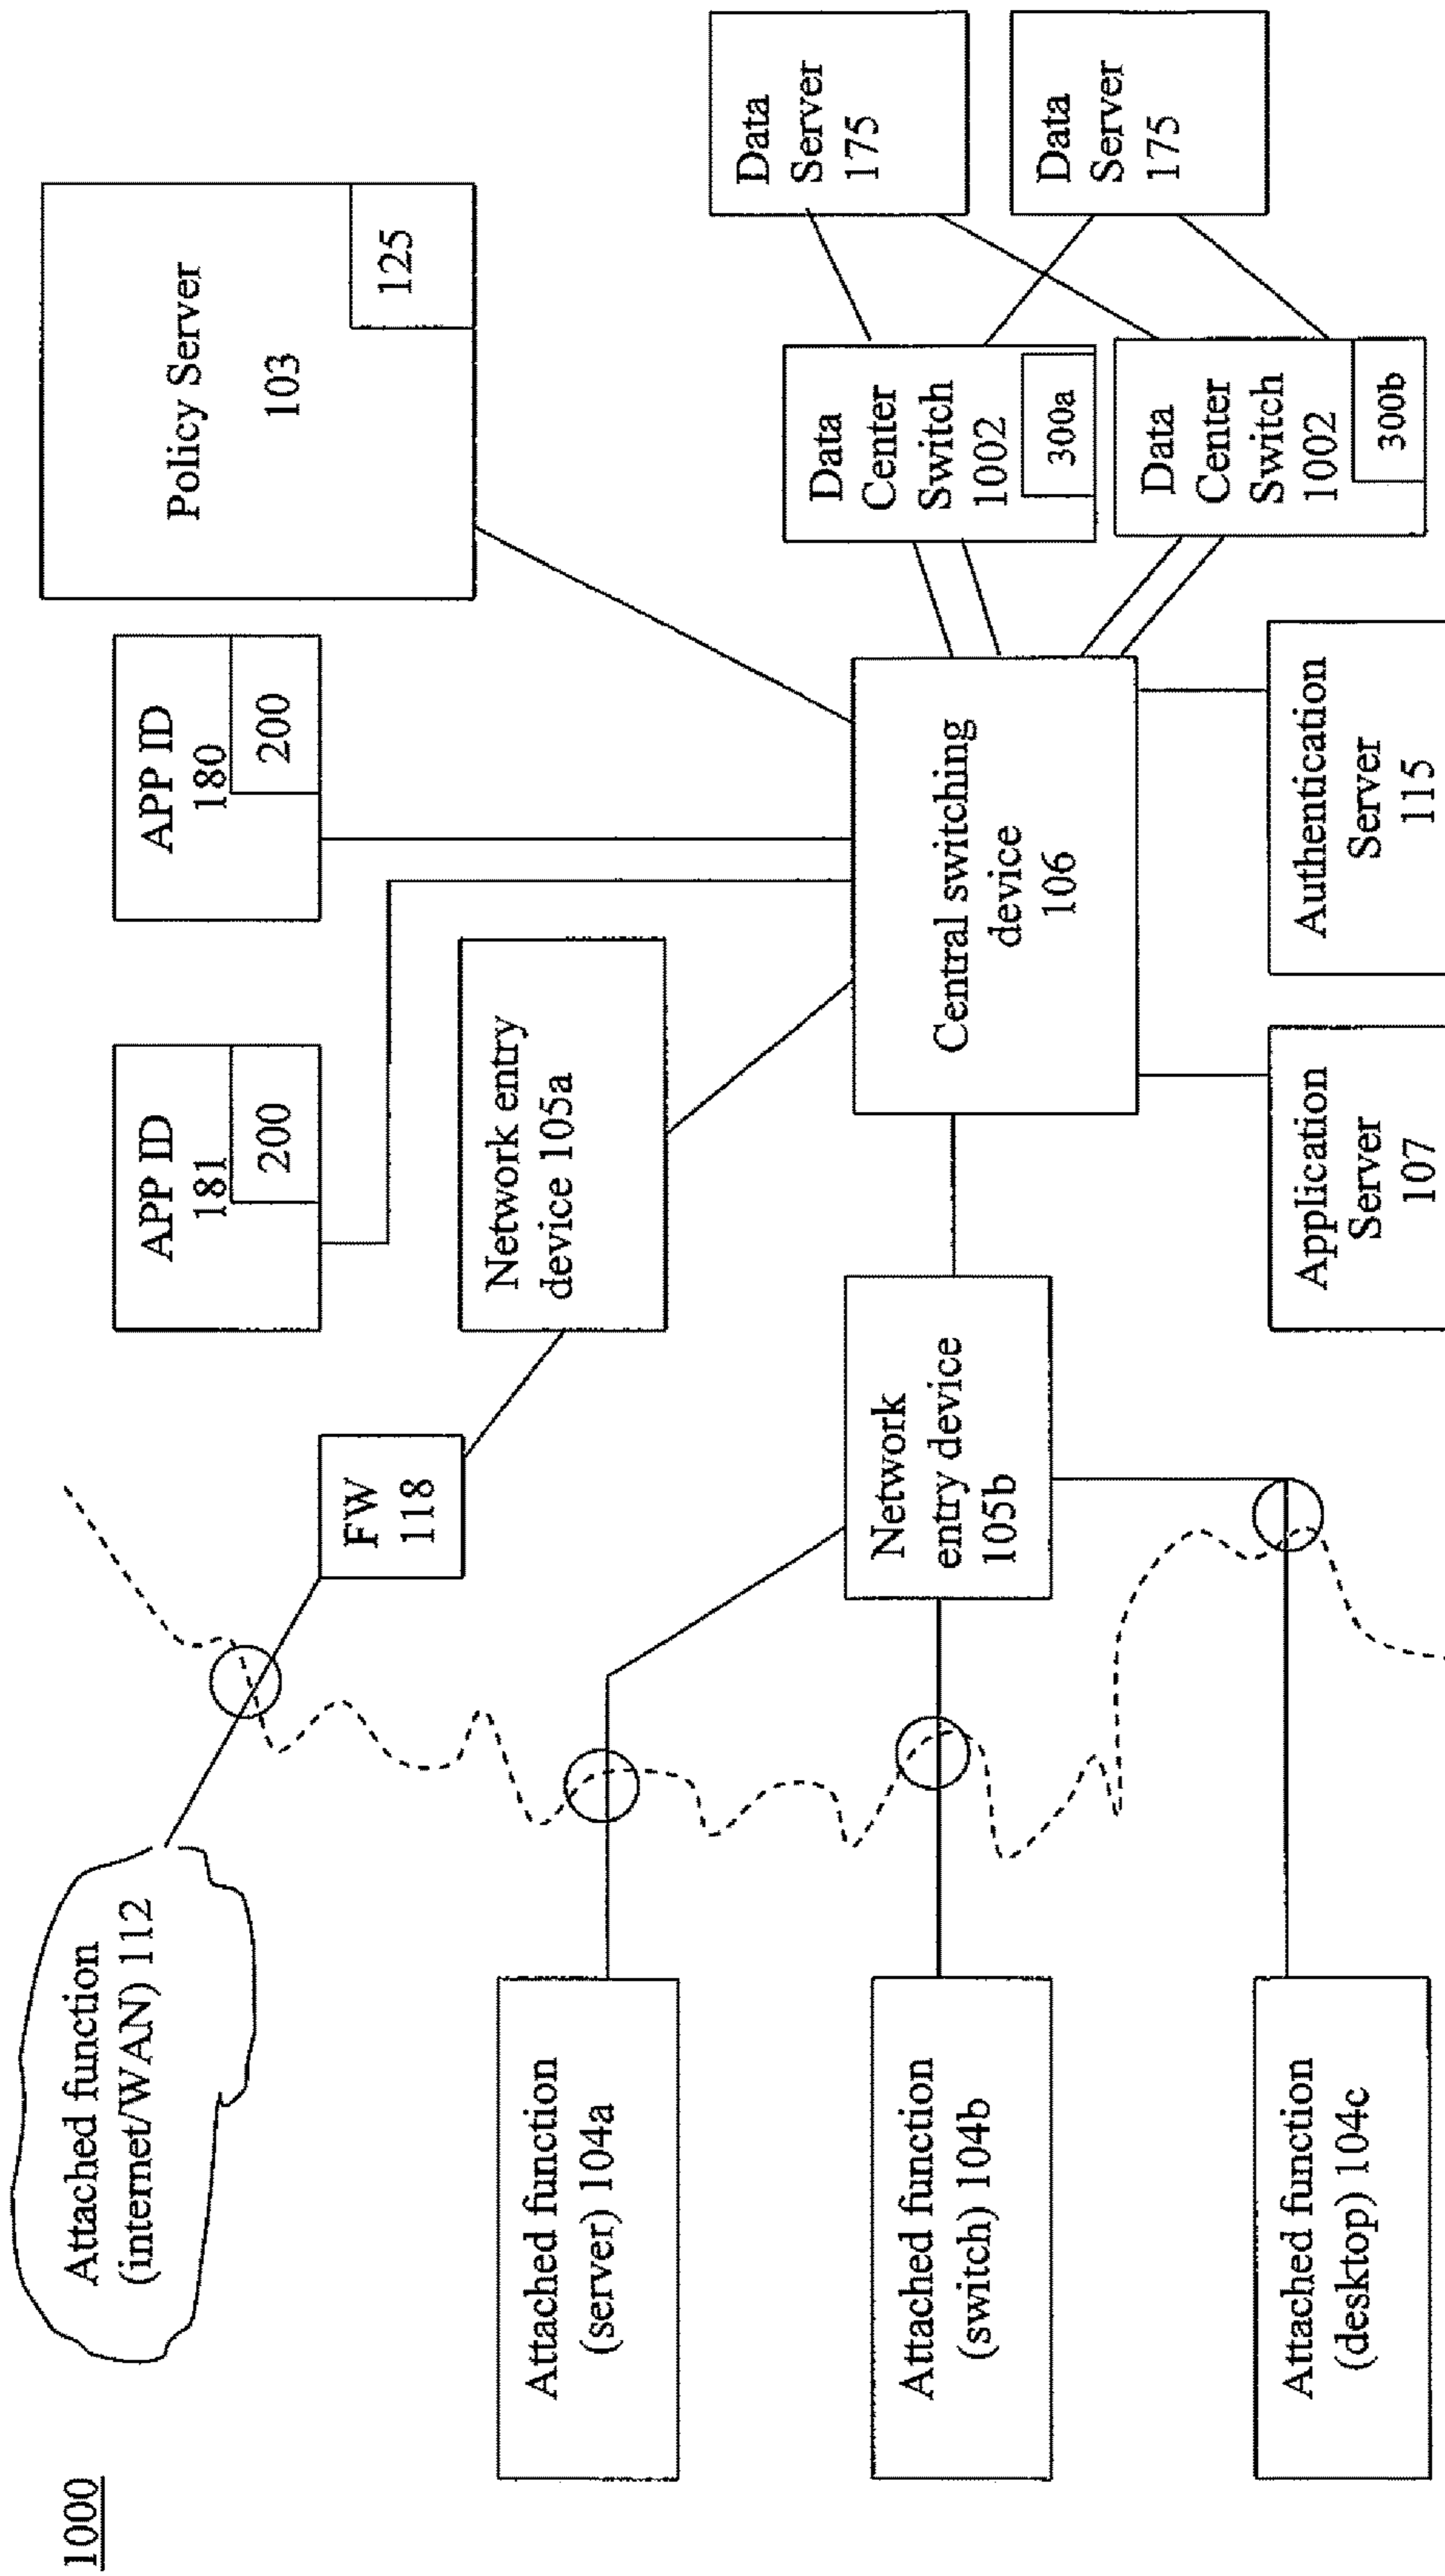 1000
Attached function
(internet/WAN) 112
APP ID
181
200
APP ID
180
200
Policy Server
103
125
FW
118
Network entry
device 105a
Attached function
(server) 104a
Network
entry device
105b
Central switching
device
106
Data
Center
Switch
1002
300a
Data
Server
175
Attached function
(switch) 104b
Data
Center
Switch
1002
300b
Data
Server
175
Attached function
(desktop) 104c
Application
Server
107
Authentication
Server
115